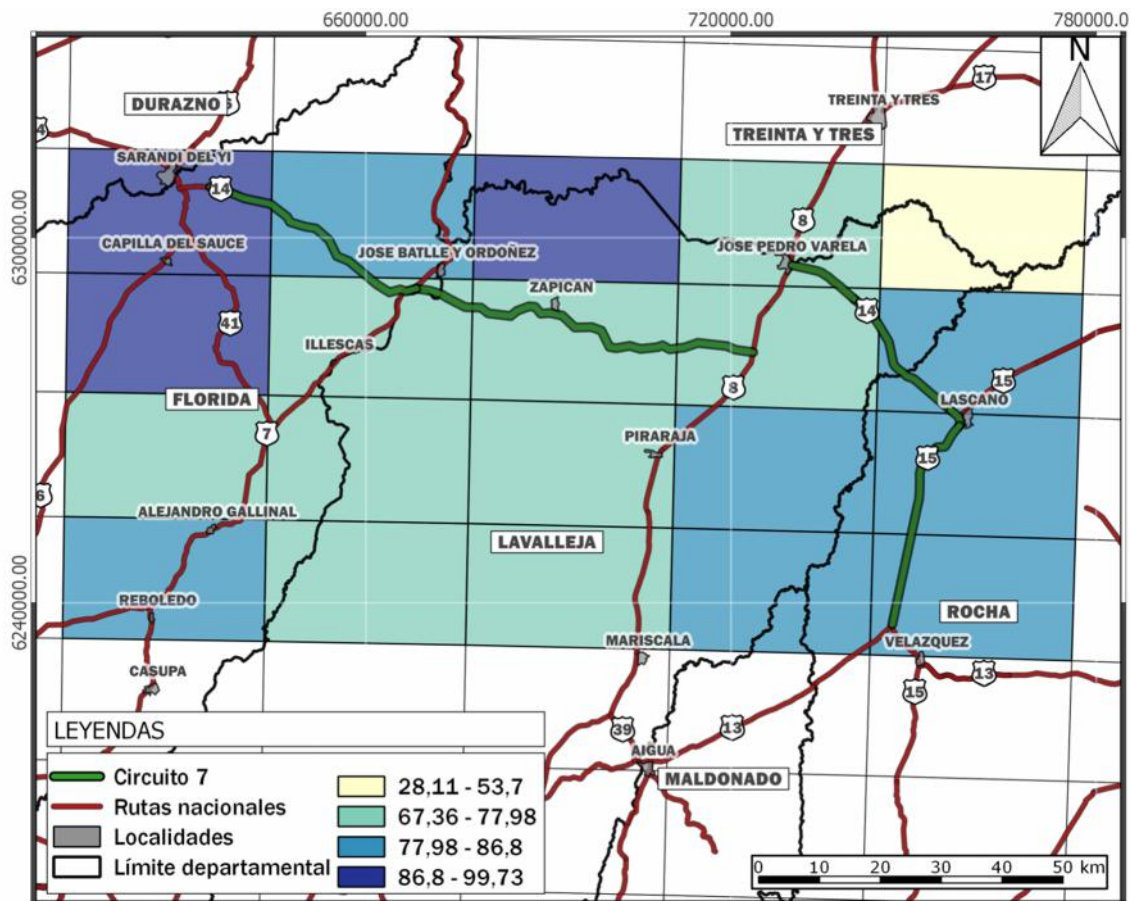 660000.00
720000.00
780000.0
N
17
TREINTA Y TRES
DURAZNO
4
TREINTA Y TRES
SARANDI DEL YI
14
8
6300000.00
CAPILLA DEL SAUCE
JOSE BATLLE Y ORDOÑEZ
JOSE PEDRO VARELA
ZAPICAN
14
41
ILLESCAS
15
8
LASCANO
FLORIDA
7
PIRARAJA
15
6
ALEJANDRO GALLINAL
LAVALLEJA
6240000.00
REBOLEDO
ROCHA
MARISCALA
VELAZQUEZ
CASUPA
13
15
LEYENDAS
39
13
AIGUA
MALDONADO
Circuito 7
Rutas nacionales
Localidades
Límite departamental
28,11 - 53,7
67,36 - 77,98
77,98 - 86,8
86,8 - 99,73
0 10 20 30 40 50 km